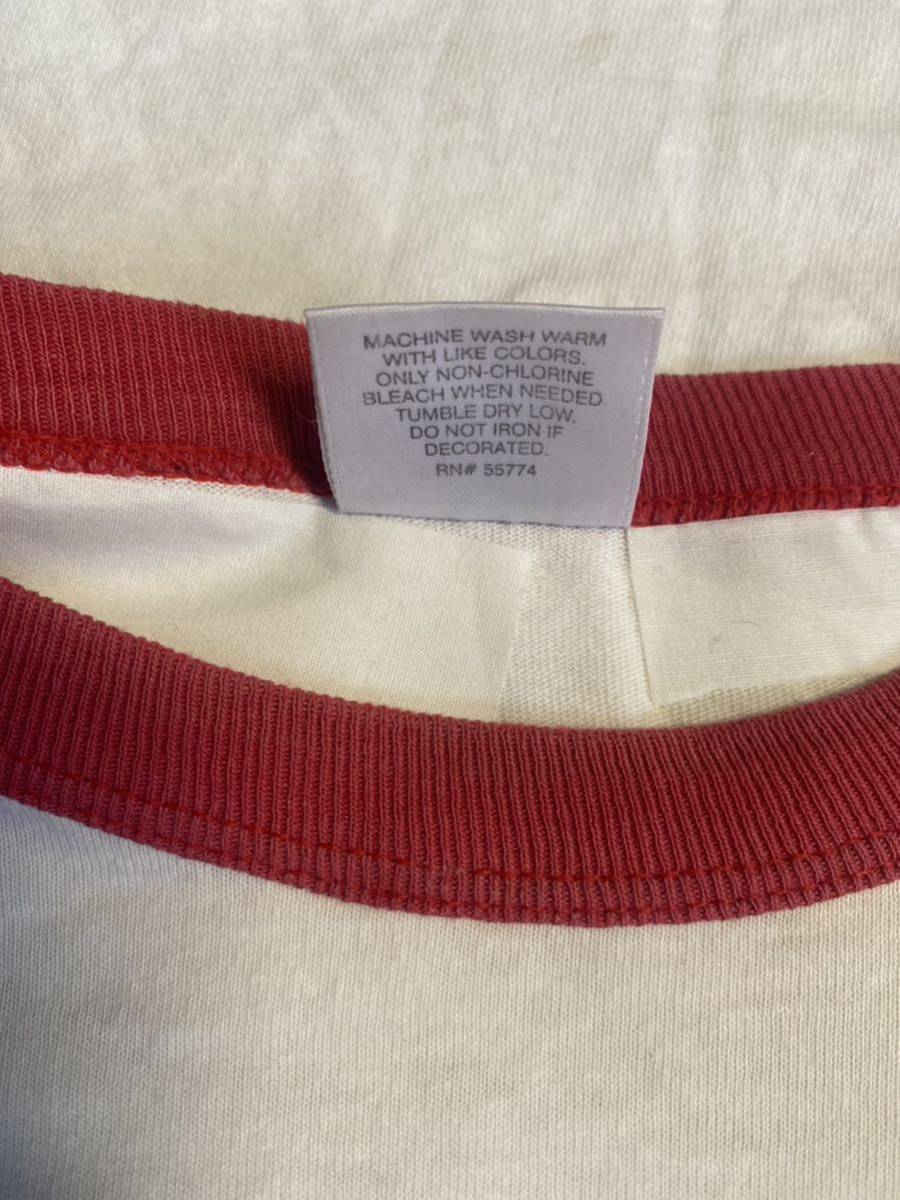 MACHINE WASH WARM
WITH LIKE COLORS.
ONLY NON-CHLORINE
BLEACH WHEN NEEDED.
TUMBLE DRY LOW.
DO NOT IRON IF
DECORATED.
RN# 55774